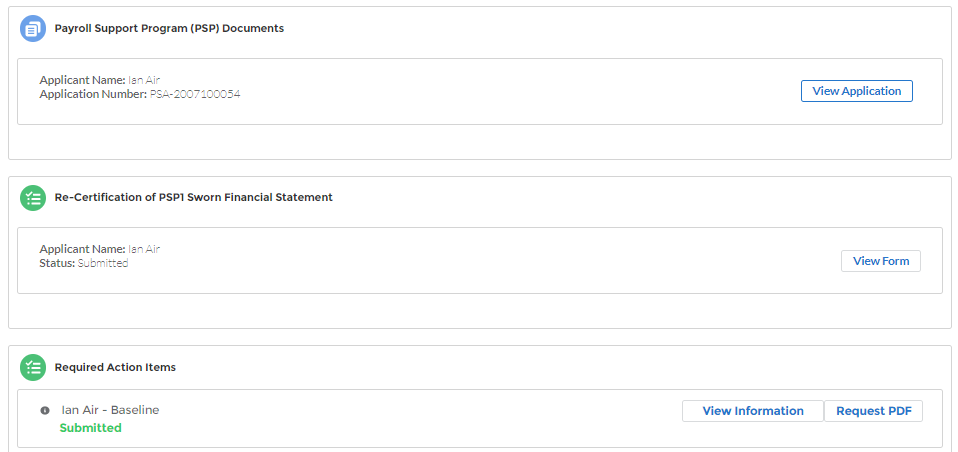 Payroll Support Program (PSP) Documents
Applicant Name: Ian Air
Application Number: PSA-2007100054
View Application
Re-Certification of PSP1 Sworn Financial Statement
Applicant Name: Ian Air
Status: Submitted
View Form
Required Action Items
Ian Air - Baseline
Submitted
View Information
Request PDF